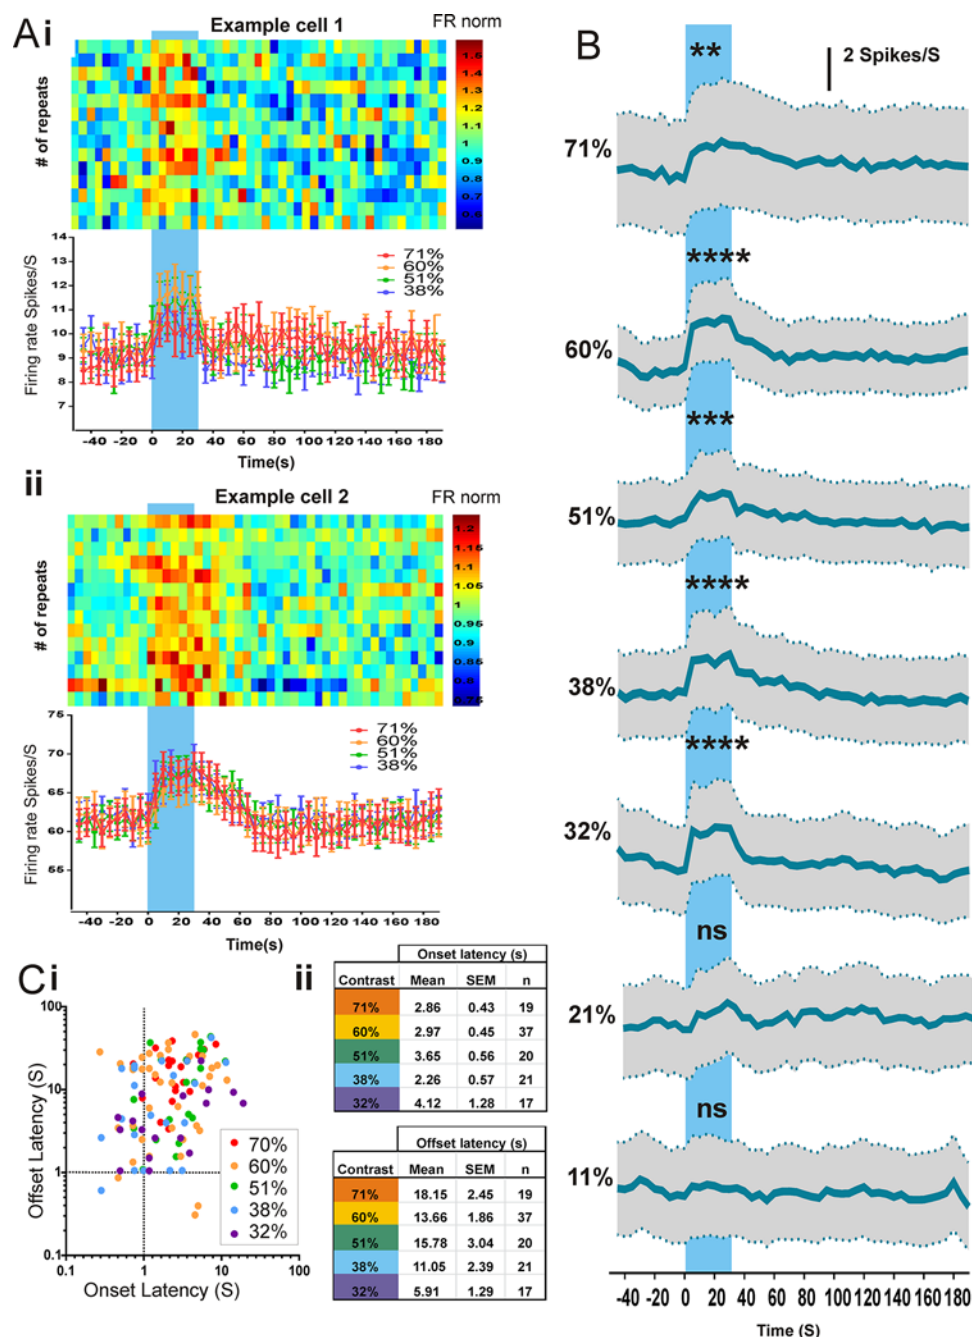 Ai
Example cell 1
FR norm
# of repeats
1.5
1.4
1.3
1.2
1.1
1
0.9
0.8
0.7
0.6
Firing rate Spikes/S
14
13
12
11
10
9
8
7
71%
60%
51%
38%
-40 -20 0 20 40 60 80 100 120 140 160 180
Time(s)
ii
Example cell 2
FR norm
# of repeats
1.2
1.15
1.1
1.05
1
0.95
0.9
0.85
0.8
0.75
Firing rate Spikes/S
75
70
65
60
55
71%
60%
51%
38%
-40 -20 0 20 40 60 80 100 120 140 160 180
Time(s)
B
2 Spikes/S
**
71%
****
60%
***
51%
****
38%
****
32%
ns
21%
ns
11%
-40 -20 0 20 40 60 80 100 120 140 160 180
Time (S)
Ci
Offset Latency (S)
100
10
1
0.1
0.1 1 10 100
Onset Latency (S)
70%
60%
51%
38%
32%
ii
Onset latency (s)
Contrast Mean SEM n
71% 2.86 0.43 19
60% 2.97 0.45 37
51% 3.65 0.56 20
38% 2.26 0.57 21
32% 4.12 1.28 17
Offset latency (s)
Contrast Mean SEM n
71% 18.15 2.45 19
60% 13.66 1.86 37
51% 15.78 3.04 20
38% 11.05 2.39 21
32% 5.91 1.29 17